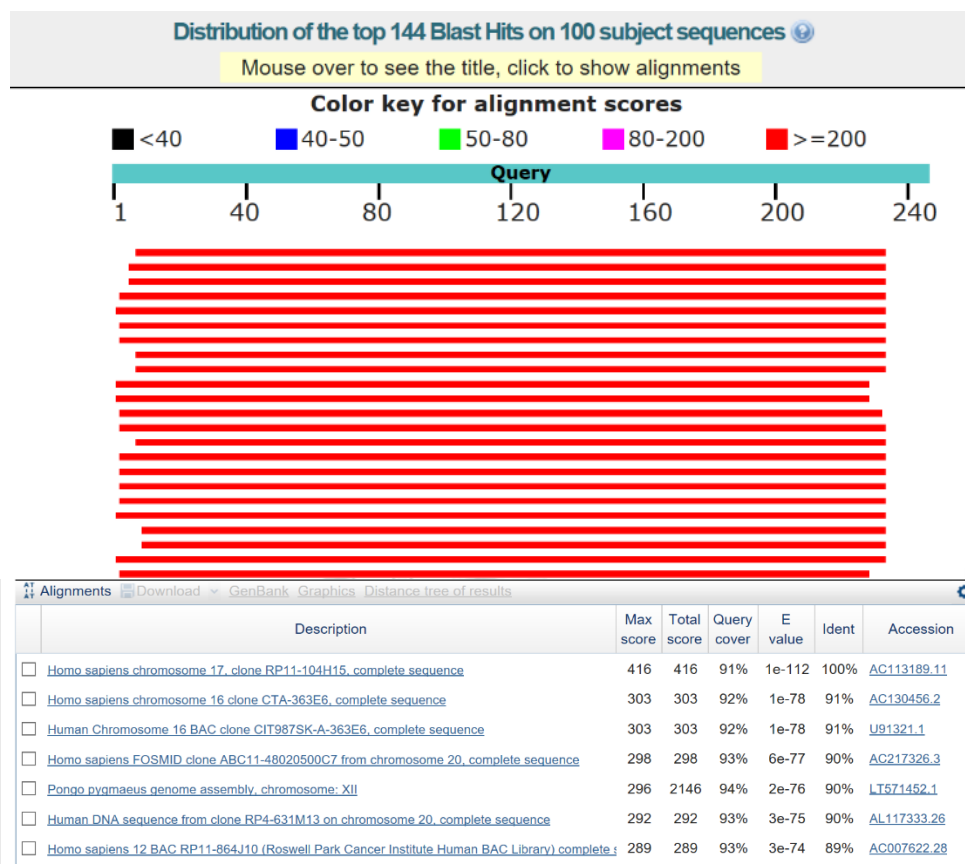 Distribution of the top 144 Blast Hits on 100 subject sequences ?
Mouse over to see the title, click to show alignments
Color key for alignment scores
<40 40-50 50-80 80-200 >=200
Query
1 40 80 120 160 200 240
Alignments Download GenBank Graphics Distance tree of results
Description Max score Total score Query cover E value Ident Accession
Homo sapiens chromosome 17, clone RP11-104H15, complete sequence 416 416 91% 1e-112 100% AC113189.11
Homo sapiens chromosome 16 clone CTA-363E6, complete sequence 303 303 92% 1e-78 91% AC130456.2
Human Chromosome 16 BAC clone CIT987SK-A-363E6, complete sequence 303 303 92% 1e-78 91% U91321.1
Homo sapiens FOSMID clone ABC11-48020500C7 from chromosome 20, complete sequence 298 298 93% 6e-77 90% AC217326.3
Pongo pygmaeus genome assembly, chromosome: XII 296 2146 94% 2e-76 90% LT571452.1
Human DNA sequence from clone RP4-631M13 on chromosome 20, complete sequence 292 292 93% 3e-75 90% AL117333.26
Homo sapiens 12 BAC RP11-864J10 (Roswell Park Cancer Institute Human BAC Library) complete s 289 289 93% 3e-74 89% AC007622.28